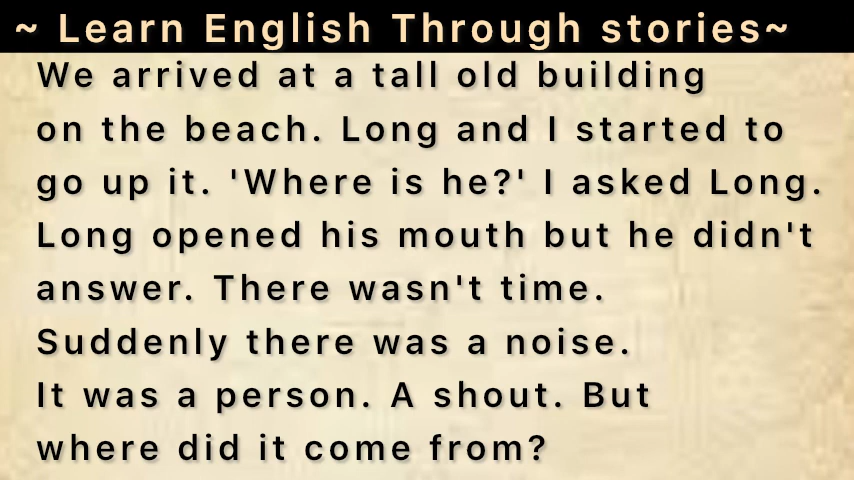 ~ Learn English Through stories~
We arrived at a tall old building
on the beach. Long and I started to
go up it. 'Where is he?' I asked Long.
Long opened his mouth but he didn't
answer. There wasn't time.
Suddenly there was a noise.
It was a person. A shout. But
where did it come from?